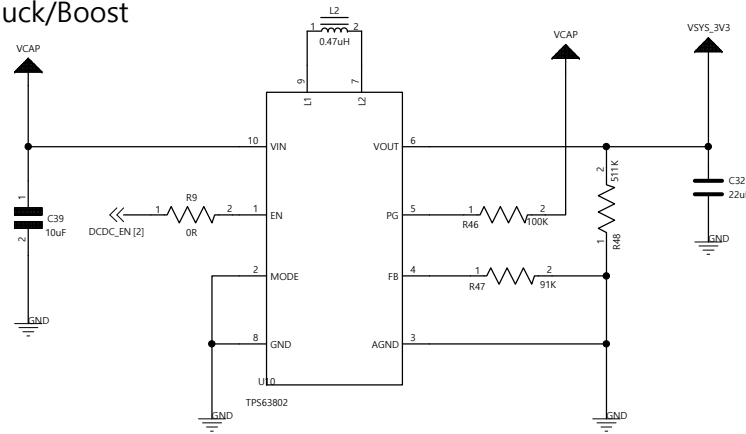 uck/Boost
L2
1 2
0.47uH
VCAP
VCAP
VSYS_3V3
9 7
L1 L2
10 VIN
VOUT 6
2 511K
1 R48
C32
22u
1
C39
10uF
2
R9
1 2
0R
DCDC_EN [2]
1 EN
PG 5
1 2
R46 100K
GND
2 MODE
FB 4
1 2
R47 91K
GND
8 GND
AGND 3
U10
TPS63802
GND
GND